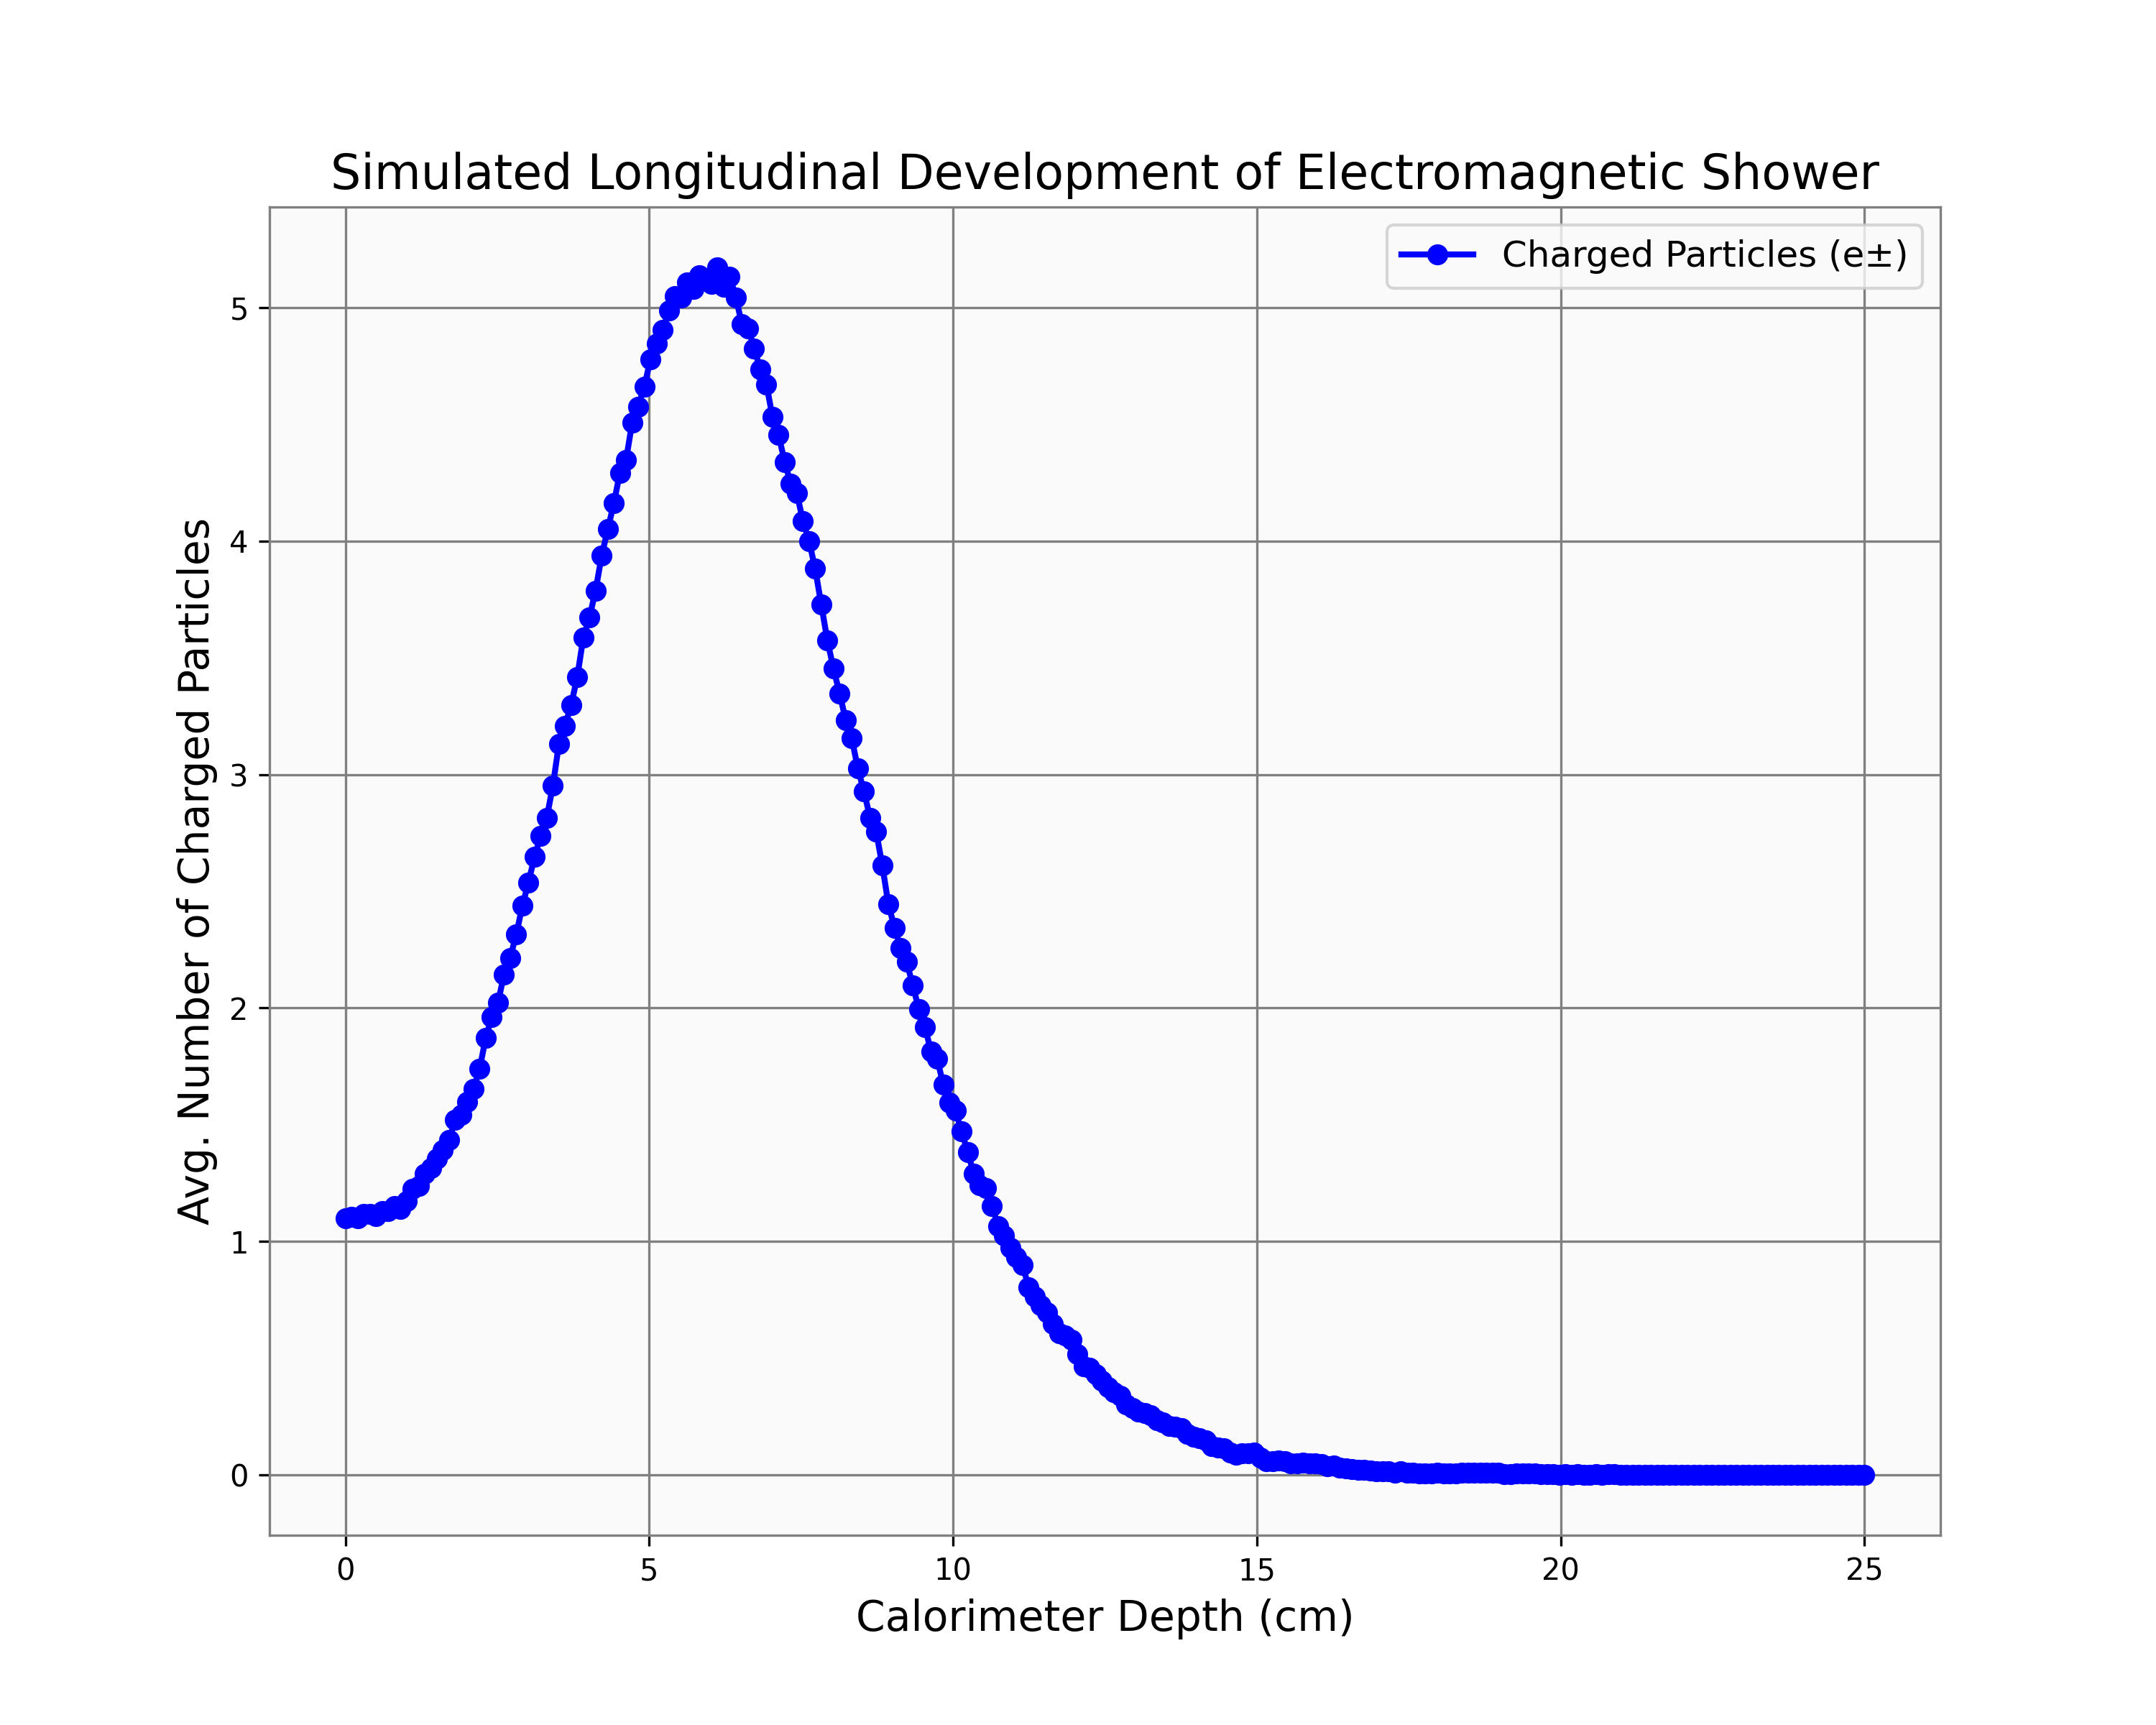 Simulated Longitudinal Development of Electromagnetic Shower
Charged Particles (e±)
Avg. Number of Charged Particles
5
4
3
2
1
0
0 5 10 15 20 25
Calorimeter Depth (cm)